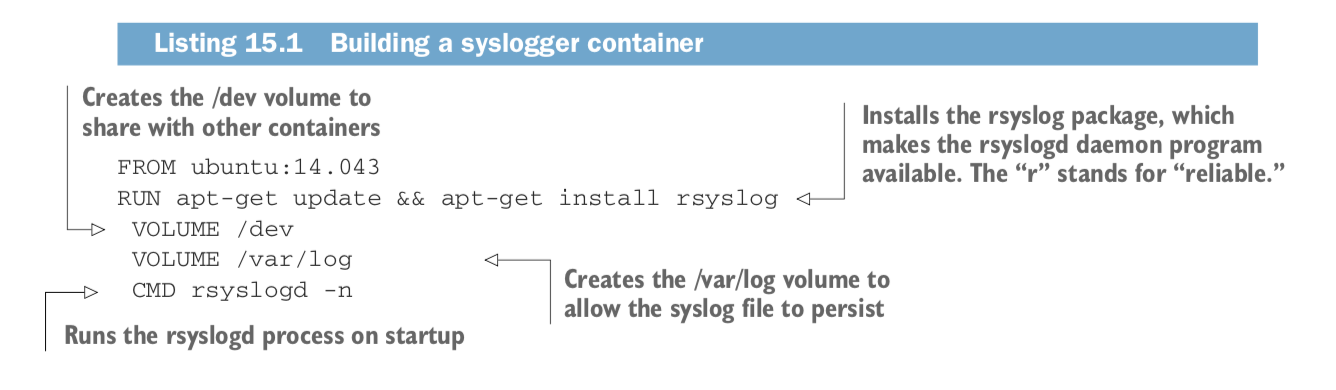 Listing 15.1 Building a syslogger container
Creates the /dev volume to
share with other containers
Installs the rsyslog package, which
makes the rsyslogd daemon program
available. The “r” stands for “reliable.”
FROM ubuntu:14.043
RUN apt-get update && apt-get install rsyslog
VOLUME /dev
VOLUME /var/log
CMD rsyslogd -n
Creates the /var/log volume to
allow the syslog file to persist
Runs the rsyslogd process on startup